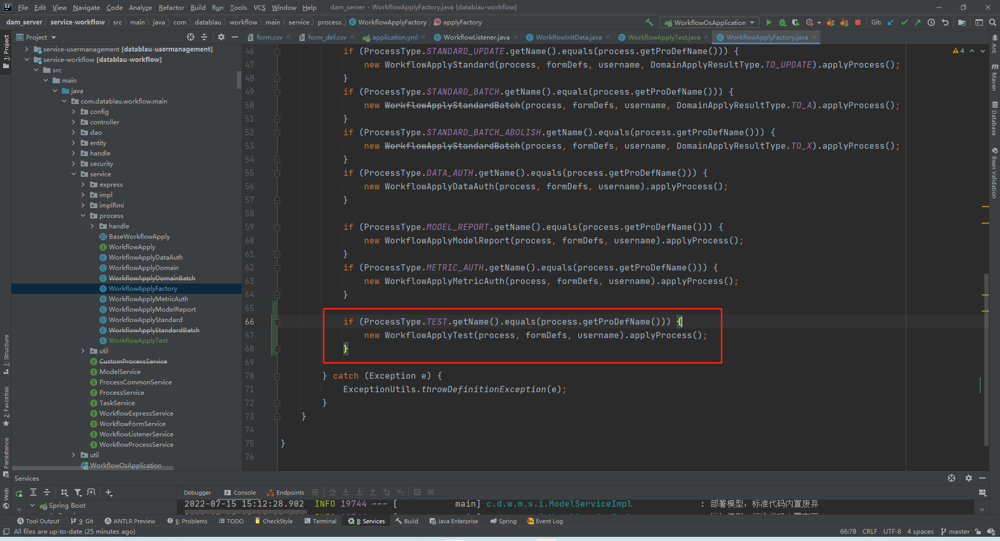 File Edit View Navigate Code Analyze Refactor Build Run Tools VCS Window Help dam_server - WorkflowApplyFactory.java [datablau-workflow]
dam_server service-workflow src main java com datablau workflow main service process WorkflowApplyFactory applyFactory WorkflowOsApplication Git:
Project
form.csv form_def.csv application.yml WorkflowListener.java WorkflowInitData.java WorkflowApplyTest.java WorkflowApplyFactory.java
1: Project
7: Structure
2: Favorites
Persistence
Web
service-usermanagement [datablau-usermanagement]
service-workflow [datablau-workflow]
src
main
java
com.datablau.workflow.main
config
controller
dao
entity
handle
security
service
express
impl
implRmi
process
handle
BaseWorkflowApply
WorkflowApply
WorkflowApplyDataAuth
WorkflowApplyDomain
WorkflowApplyDomainBatch
WorkflowApplyFactory
WorkflowApplyMetricAuth
WorkflowApplyModelReport
WorkflowApplyStandard
WorkflowApplyStandardBatch
WorkflowApplyTest
util
CustomProcessService
ModelService
ProcessCommonService
ProcessService
TaskService
WorkflowExpressService
WorkflowFormService
WorkflowListenerService
WorkflowProcessService
util
WorkflowOsApplication
46 if (ProcessType.STANDARD_UPDATE.getName().equals(process.getProDefName())) {
47 new WorkflowApplyStandard(process, formDefs, username, DomainApplyResultType.TO_UPDATE).applyProcess();
48 }
49 if (ProcessType.STANDARD_BATCH.getName().equals(process.getProDefName())) {
50 new WorkflowApplyStandardBatch(process, formDefs, username, DomainApplyResultType.TO_A).applyProcess();
51 }
52 if (ProcessType.STANDARD_BATCH_ABOLISH.getName().equals(process.getProDefName())) {
53 new WorkflowApplyStandardBatch(process, formDefs, username, DomainApplyResultType.TO_X).applyProcess();
54 }
55 if (ProcessType.DATA_AUTH.getName().equals(process.getProDefName())) {
56 new WorkflowApplyDataAuth(process, formDefs, username).applyProcess();
57 }
58
59 if (ProcessType.MODEL_REPORT.getName().equals(process.getProDefName())) {
60 new WorkflowApplyModelReport(process, formDefs, username).applyProcess();
61 }
62 if (ProcessType.METRIC_AUTH.getName().equals(process.getProDefName())) {
63 new WorkflowApplyMetricAuth(process, formDefs, username).applyProcess();
64 }
65
66 if (ProcessType.TEST.getName().equals(process.getProDefName())) {
67 new WorkflowApplyTest(process, formDefs, username).applyProcess();
68 }
69
70 } catch (Exception e) {
71 ExceptionUtils.throwDefinitionException(e);
72 }
73 }
74
75 }
76
4
Ant
Maven
Database
Bean Validation
Services
Debugger Console Endpoints
Spring Boot
2022-07-15 15:12:28.902 INFO 19744 --- [ main] c.d.w.m.s.i.ModelServiceImpl : 部署模型: 标准代码内置废弃
Tool Output 9: Git ANTLR Preview 6: Problems TODO CheckStyle Terminal 8: Services Build Java Enterprise Spring Event Log
All files are up-to-date (25 minutes ago) 66:78 CRLF UTF-8 4 spaces master